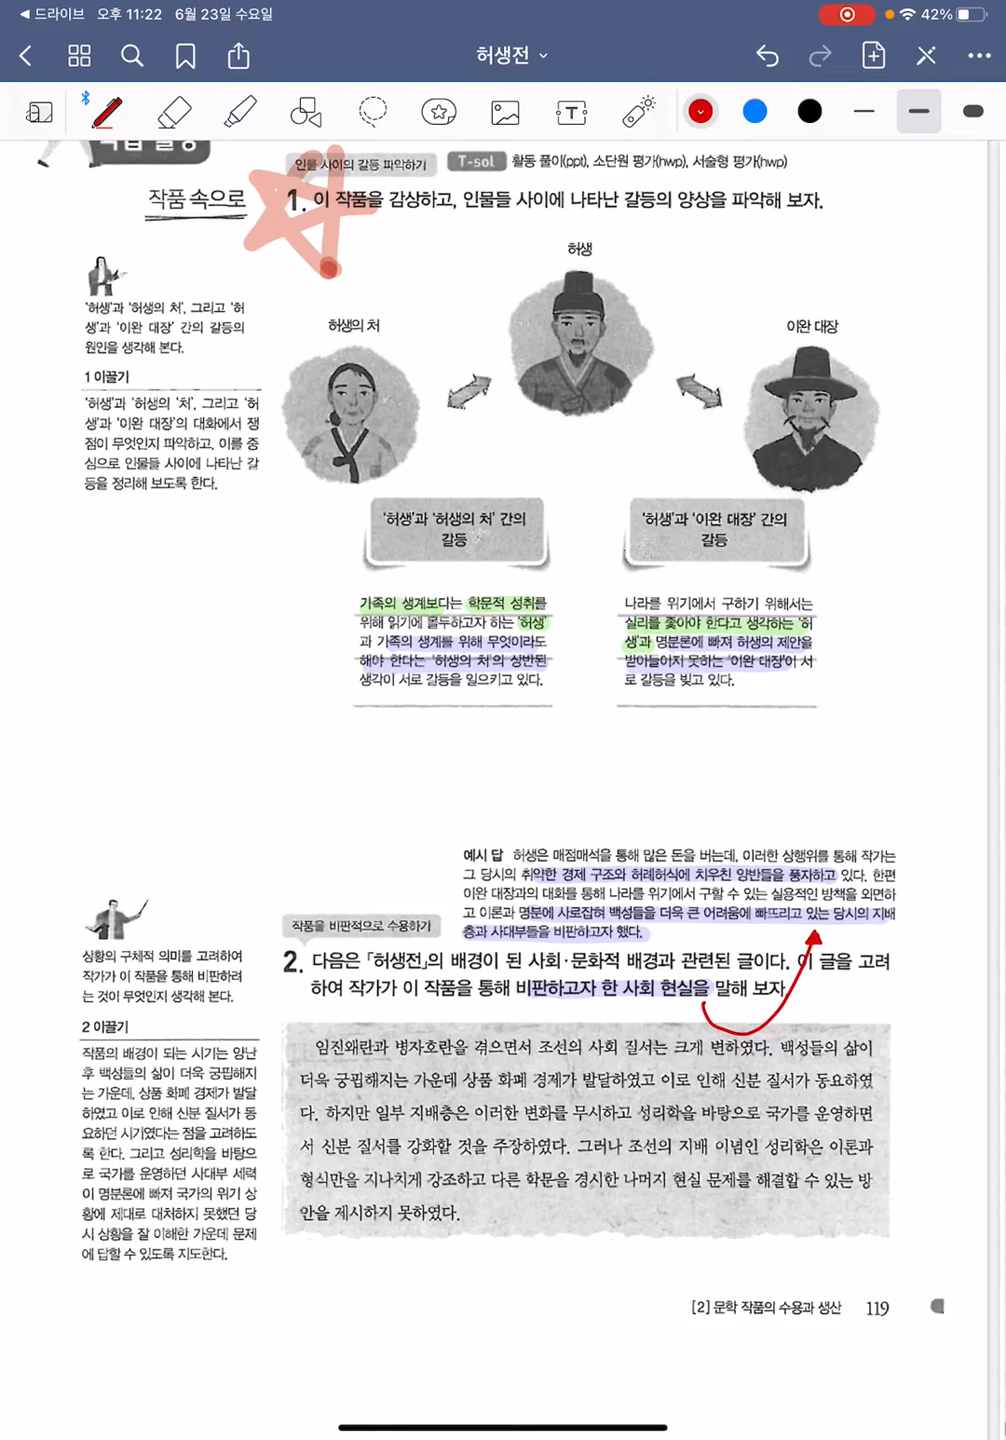 ◀ 드라이브 오후 11:22 6월 23일 수요일
42%
허생전
인물 사이의 갈등 파악하기
T-sol 활동 풀이(ppt), 소단원 평가(hwp), 서술형 평가(hwp)
작품 속으로
1. 이 작품을 감상하고, 인물들 사이에 나타난 갈등의 양상을 파악해 보자.
허생
허생의 처
이완 대장
'허생'과 '허생의 처', 그리고 '허
생'과 '이완 대장' 간의 갈등의
원인을 생각해 본다.
1 이끌기
'허생'과 '허생의 '처', 그리고 '허
생'과 '이완 대장'의 대화에서 쟁
점이 무엇인지 파악하고, 이를 중
심으로 인물들 사이에 나타난 갈
등을 정리해 보도록 한다.
'허생'과 '허생의 처' 간의
갈등
'허생'과 '이완 대장' 간의
갈등
가족의 생계보다는 학문적 성취를
위해 읽기에 몰두하고자 하는 '허생'
과 가족의 생계를 위해 무엇이라도
해야 한다는 '허생의 처'의 상반된
생각이 서로 갈등을 일으키고 있다.
나라를 위기에서 구하기 위해서는
실리를 좇아야 한다고 생각하는 '허
생'과 명분론에 빠져 허생의 제안을
받아들이지 못하는 '이완 대장'이 서
로 갈등을 빚고 있다.
예시 답 허생은 매점매석을 통해 많은 돈을 버는데, 이러한 상행위를 통해 작가는
그 당시의 취약한 경제 구조와 허례허식에 치우친 양반들을 풍자하고 있다. 한편
이완 대장과의 대화를 통해 나라를 위기에서 구할 수 있는 실용적인 방책을 외면하
고 이론과 명분에 사로잡혀 백성들을 더욱 큰 어려움에 빠뜨리고 있는 당시의 지배
층과 사대부들을 비판하고자 했다.
작품을 비판적으로 수용하기
2. 다음은 「허생전」의 배경이 된 사회·문화적 배경과 관련된 글이다. 이 글을 고려
하여 작가가 이 작품을 통해 비판하고자 한 사회 현실을 말해 보자.
상황의 구체적 의미를 고려하여
작가가 이 작품을 통해 비판하려
는 것이 무엇인지 생각해 본다.
2 이끌기
작품의 배경이 되는 시기는 양난
후 백성들의 삶이 더욱 궁핍해지
는 가운데, 상품 화폐 경제가 발달
하였고 이로 인해 신분 질서가 동
요하던 시기였다는 점을 고려하도
록 한다. 그리고 성리학을 바탕으
로 국가를 운영하던 사대부 세력
이 명분론에 빠져 국가의 위기 상
황에 제대로 대처하지 못했던 당
시 상황을 잘 이해한 가운데 문제
에 답할 수 있도록 지도한다.
임진왜란과 병자호란을 겪으면서 조선의 사회 질서는 크게 변하였다. 백성들의 삶이
더욱 궁핍해지는 가운데 상품 화폐 경제가 발달하였고 이로 인해 신분 질서가 동요하였
다. 하지만 일부 지배층은 이러한 변화를 무시하고 성리학을 바탕으로 국가를 운영하면
서 신분 질서를 강화할 것을 주장하였다. 그러나 조선의 지배 이념인 성리학은 이론과
형식만을 지나치게 강조하고 다른 학문을 경시한 나머지 현실 문제를 해결할 수 있는 방
안을 제시하지 못하였다.
[2] 문학 작품의 수용과 생산 119